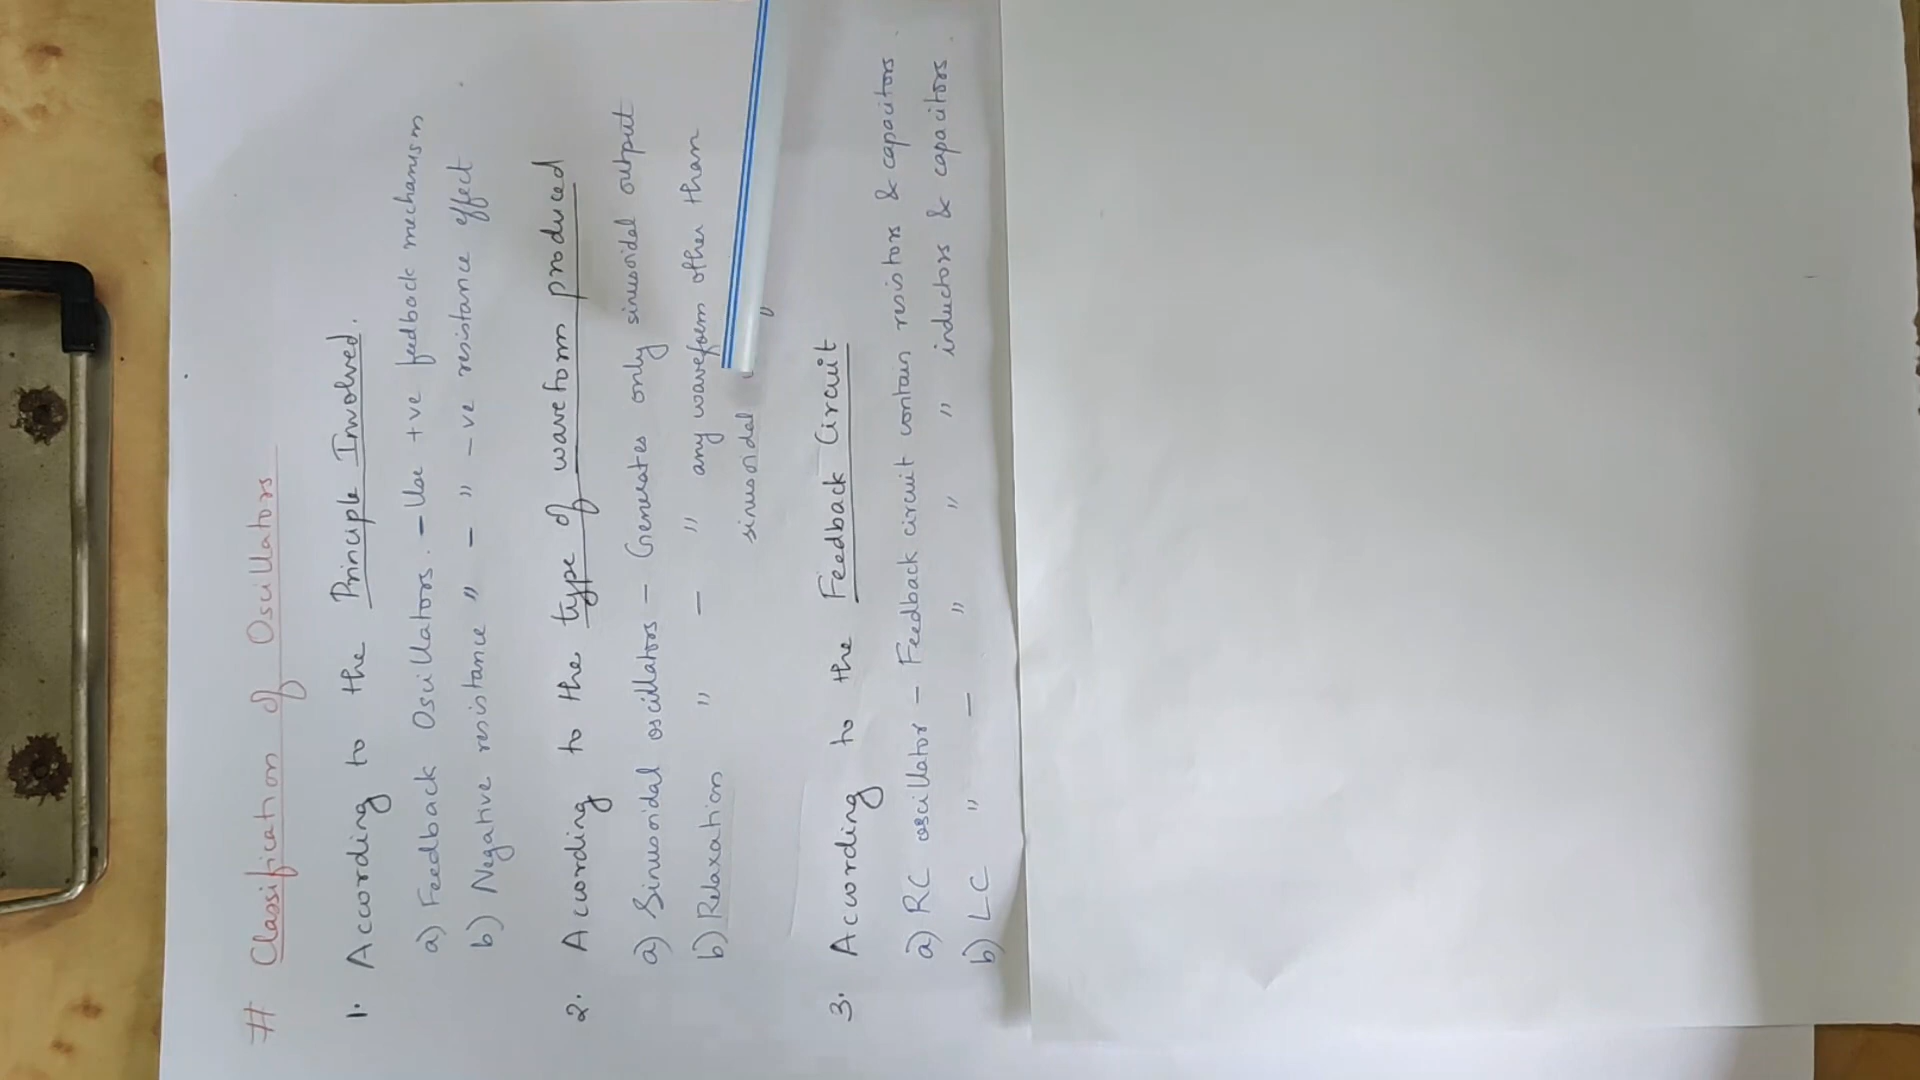 # Classification of Oscillators
1. According to the Principle Involved.
a) Feedback Oscillators. - Use +ve feedback mechanism
b) Negative resistance " - " -ve resistance effect
2. According to the type of waveform produced
a) Sinusoidal oscillators - Generates only sinusoidal output
b) Relaxation " - " any waveform other than
sinusoidal
3. According to the Feedback Circuit
a) RC oscillator - Feedback circuit contain resistors & capacitors.
b) LC " - " " " inductors & capacitors.